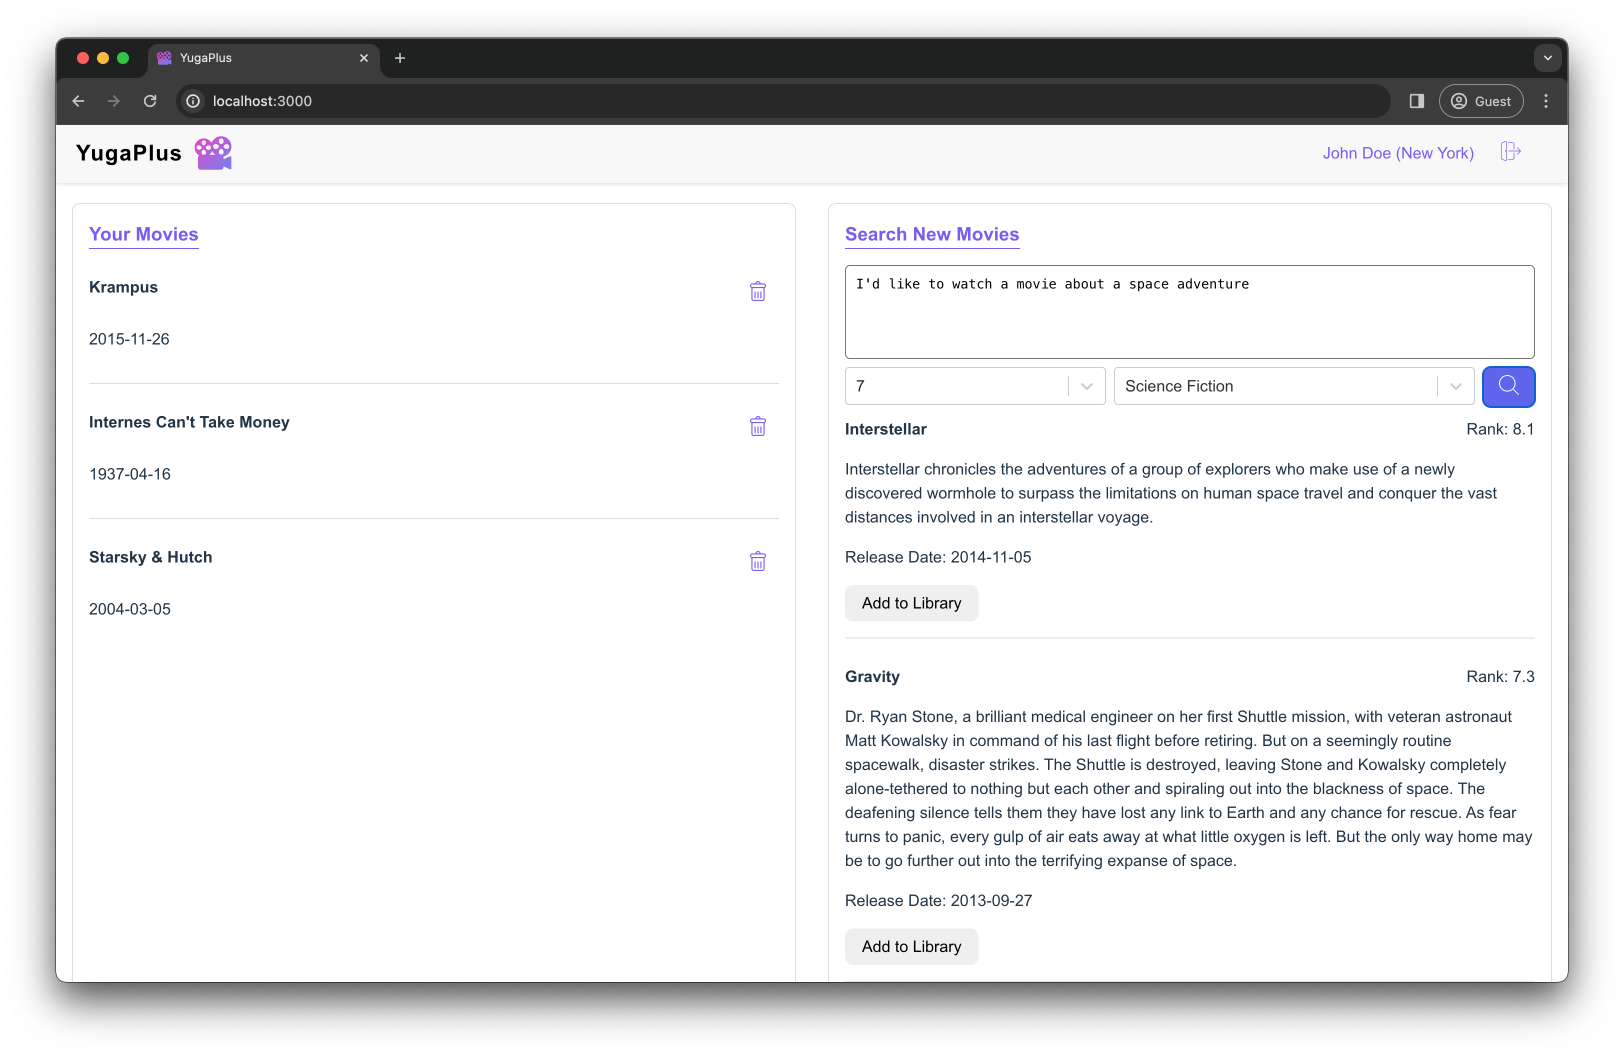 YugaPlus
localhost:3000
Guest
YugaPlus
John Doe (New York)
Your Movies
Krampus
2015-11-26
Internes Can't Take Money
1937-04-16
Starsky & Hutch
2004-03-05
Search New Movies
I'd like to watch a movie about a space adventure
7
Science Fiction
Interstellar
Rank: 8.1
Interstellar chronicles the adventures of a group of explorers who make use of a newly
discovered wormhole to surpass the limitations on human space travel and conquer the vast
distances involved in an interstellar voyage.
Release Date: 2014-11-05
Add to Library
Gravity
Rank: 7.3
Dr. Ryan Stone, a brilliant medical engineer on her first Shuttle mission, with veteran astronaut
Matt Kowalsky in command of his last flight before retiring. But on a seemingly routine
spacewalk, disaster strikes. The Shuttle is destroyed, leaving Stone and Kowalsky completely
alone-tethered to nothing but each other and spiraling out into the blackness of space. The
deafening silence tells them they have lost any link to Earth and any chance for rescue. As fear
turns to panic, every gulp of air eats away at what little oxygen is left. But the only way home may
be to go further out into the terrifying expanse of space.
Release Date: 2013-09-27
Add to Library